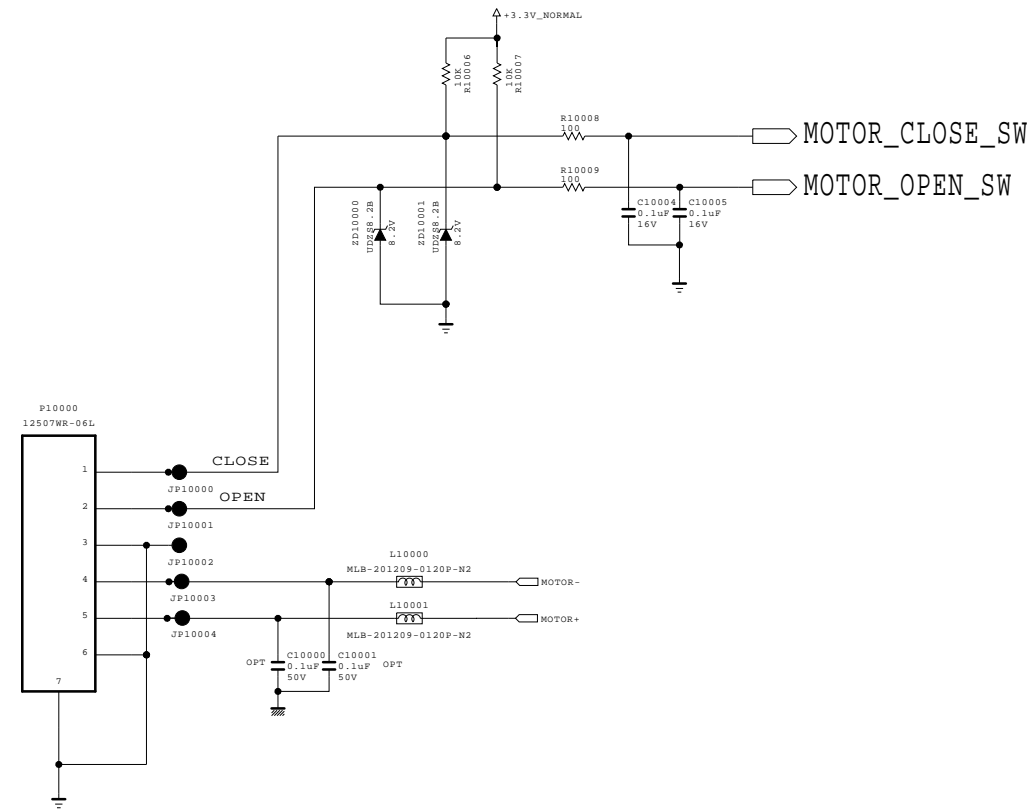 +3.3V_NORMAL
10K
R10006
10K
R10007
R10008
100
MOTOR_CLOSE_SW
R10009
100
MOTOR_OPEN_SW
ZD10000
UDZS8.2B
8.2V
ZD10001
UDZS8.2B
8.2V
C10004
0.1uF
16V
C10005
0.1uF
16V
P10000
12507WR-06L
1
CLOSE
JP10000
OPEN
2
JP10001
3
JP10002
4
JP10003
5
JP10004
6
7
L10000
MLB-201209-0120P-N2
MOTOR-
L10001
MOTOR+
MLB-201209-0120P-N2
OPT
C10000
0.1uF
50V
C10001
0.1uF
50V
OPT